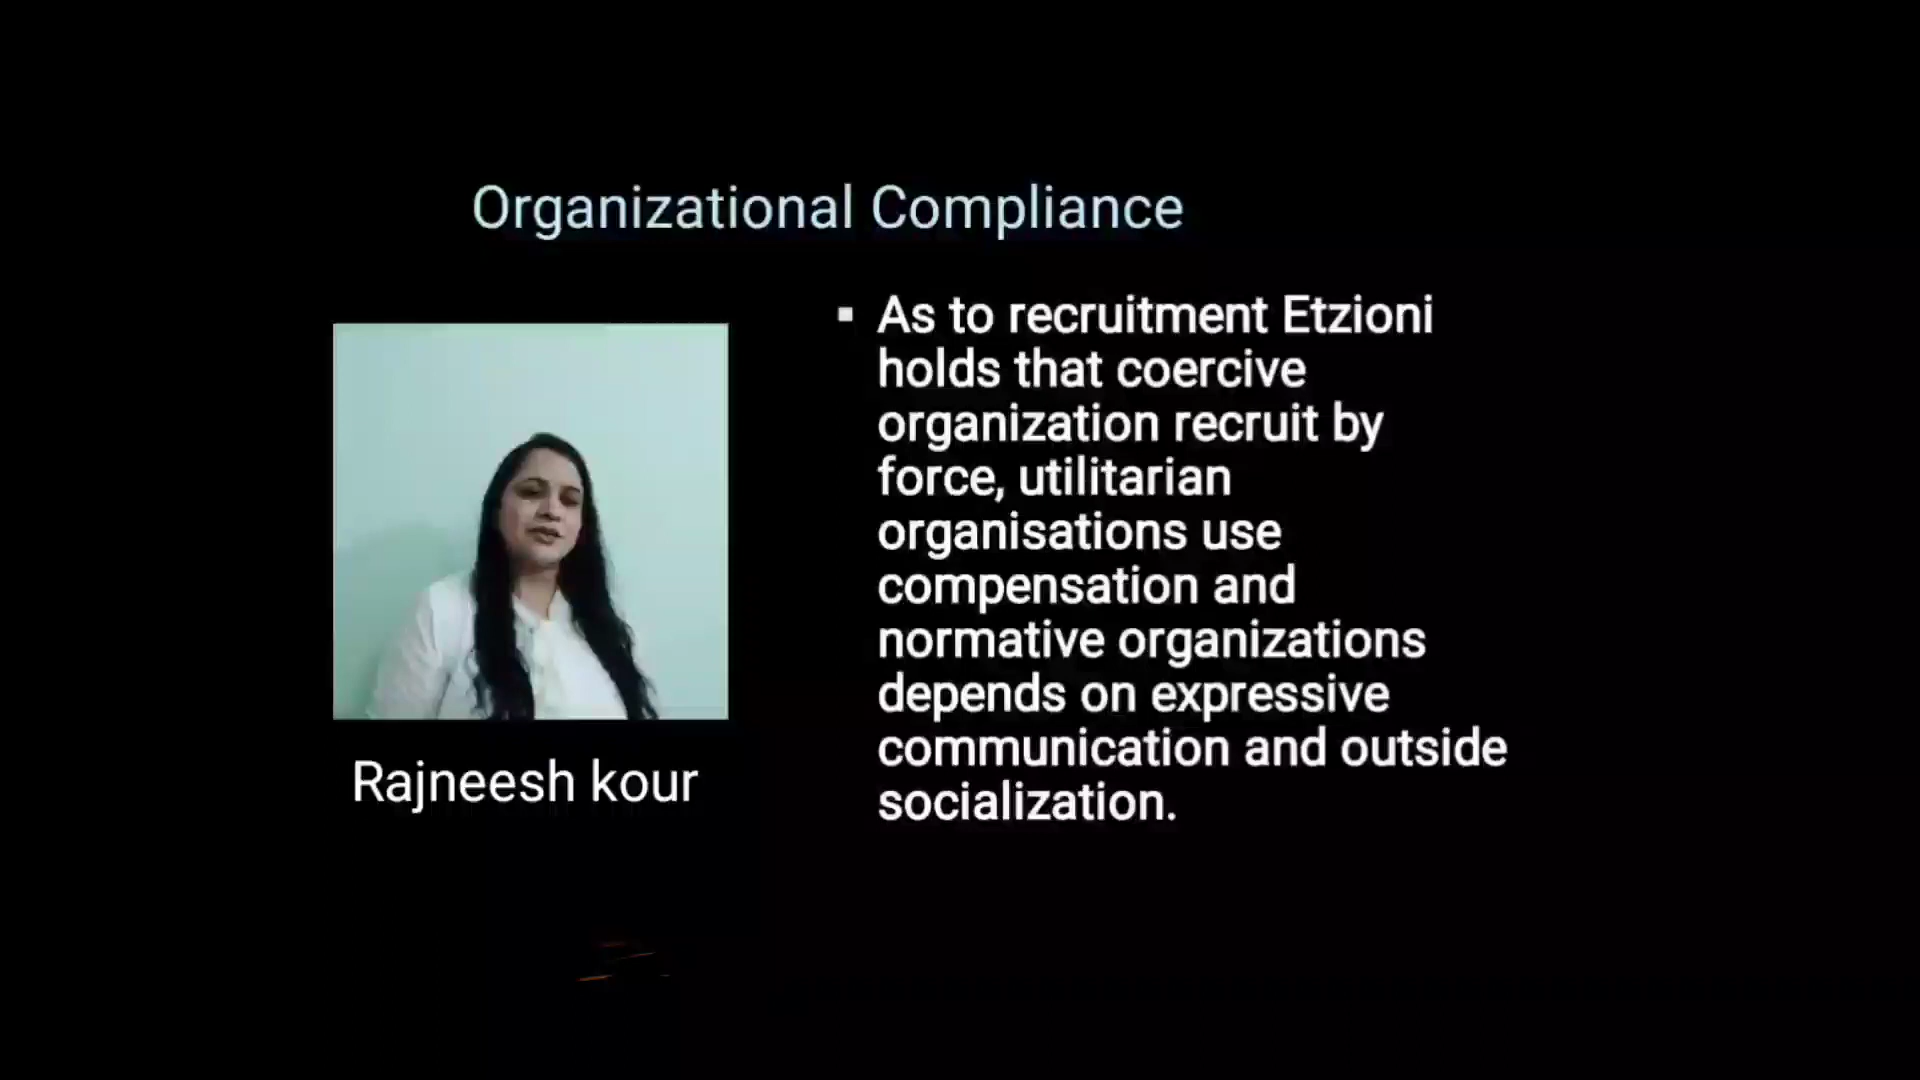 Organizational Compliance
▪ As to recruitment Etzioni
holds that coercive
organization recruit by
force, utilitarian
organisations use
compensation and
normative organizations
depends on expressive
communication and outside
socialization.
Rajneesh kour